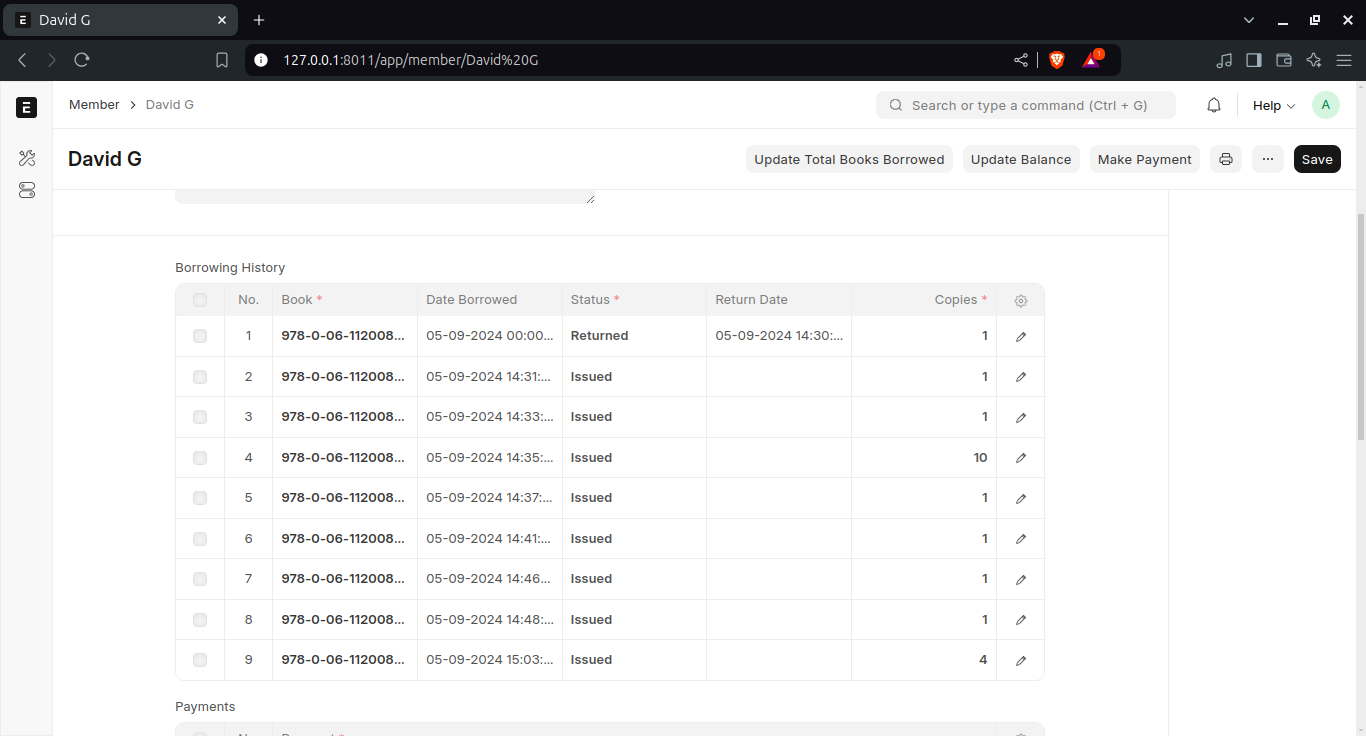 David G
127.0.0.1:8011/app/member/David%20G
1
Member > David G
Search or type a command (Ctrl + G)
Help
A
David G
Update Total Books Borrowed
Update Balance
Make Payment
Save
Borrowing History
No. Book * Date Borrowed Status * Return Date Copies *
1 978-0-06-112008... 05-09-2024 00:00... Returned 05-09-2024 14:30:... 1
2 978-0-06-112008... 05-09-2024 14:31:... Issued 1
3 978-0-06-112008... 05-09-2024 14:33:... Issued 1
4 978-0-06-112008... 05-09-2024 14:35:... Issued 10
5 978-0-06-112008... 05-09-2024 14:37:... Issued 1
6 978-0-06-112008... 05-09-2024 14:41:... Issued 1
7 978-0-06-112008... 05-09-2024 14:46... Issued 1
8 978-0-06-112008... 05-09-2024 14:48:... Issued 1
9 978-0-06-112008... 05-09-2024 15:03:... Issued 4
Payments